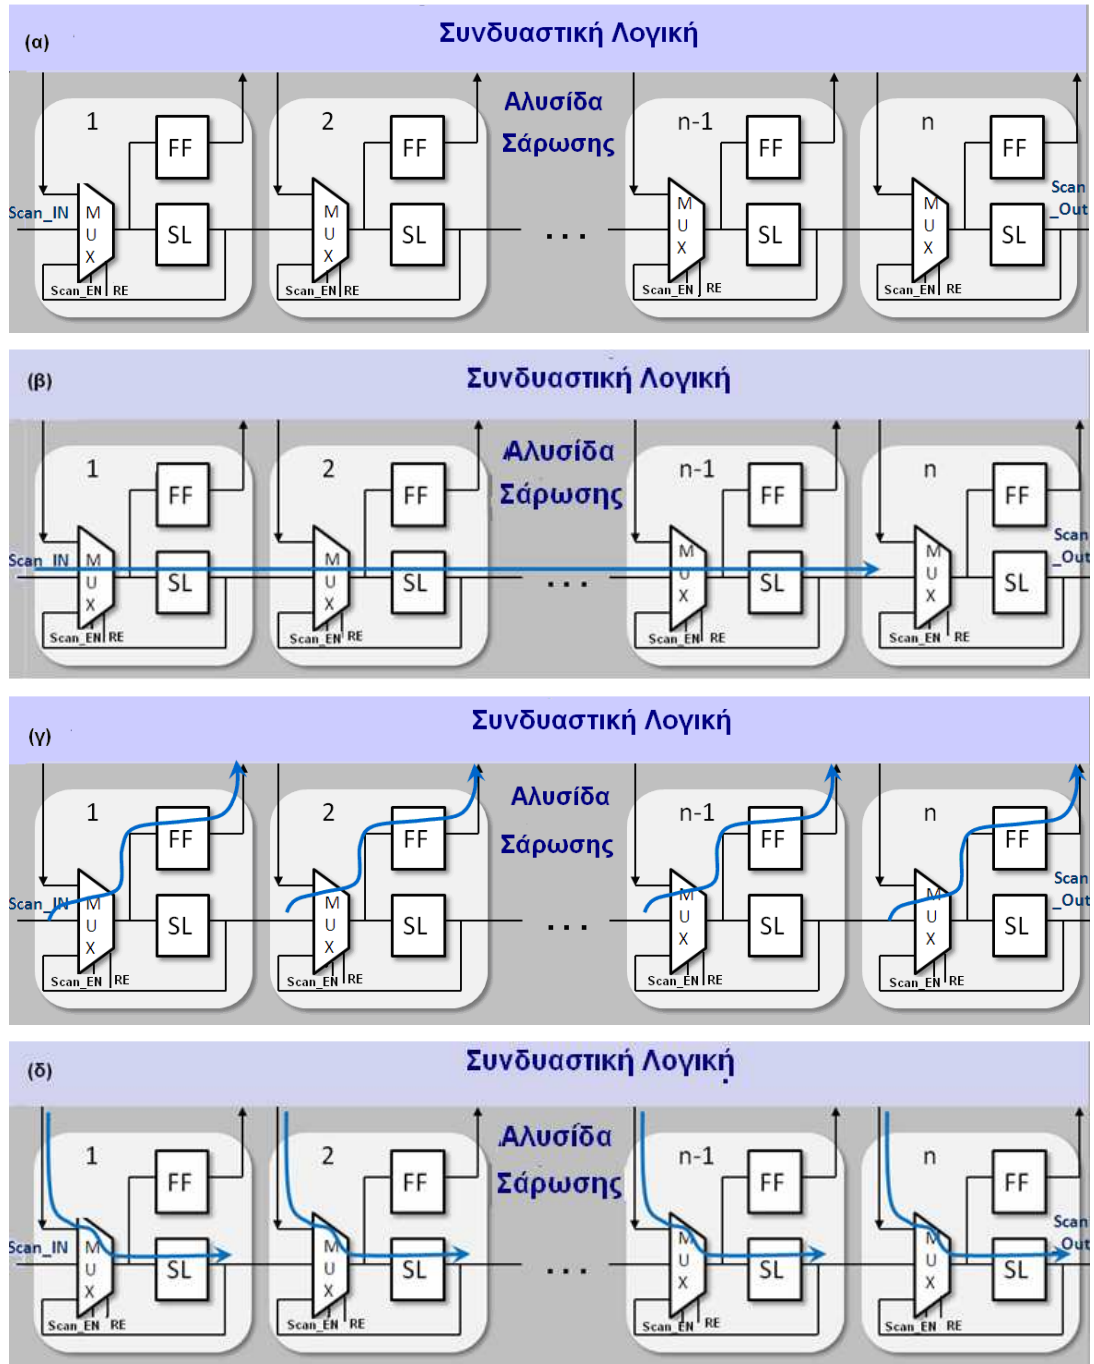 (α)
Συνδυαστική Λογική
1
2
Αλυσίδα
Σάρωσης
n-1
n
FF
FF
FF
FF
Scan_IN
MUX
SL
MUX
SL
. . .
MUX
SL
MUX
SL
Scan
_Out
Scan_EN RE
Scan_EN RE
Scan_EN RE
Scan_EN RE
(β)
Συνδυαστική Λογική
1
2
Αλυσίδα
Σάρωσης
n-1
n
FF
FF
FF
FF
Scan_IN
MUX
SL
MUX
SL
. . .
MUX
SL
MUX
SL
Scan
_Out
Scan_EN RE
Scan_EN RE
Scan_EN RE
Scan_EN RE
(γ)
Συνδυαστική Λογική
1
2
Αλυσίδα
Σάρωσης
n-1
n
FF
FF
FF
FF
Scan_IN
MUX
SL
MUX
SL
. . .
MUX
SL
MUX
SL
Scan
_Out
Scan_EN RE
Scan_EN RE
Scan_EN RE
Scan_EN RE
(δ)
Συνδυαστική Λογική
1
2
Αλυσίδα
Σάρωσης
n-1
n
FF
FF
FF
FF
Scan_IN
MUX
SL
MUX
SL
. . .
MUX
SL
MUX
SL
Scan
_Out
Scan_EN RE
Scan_EN RE
Scan_EN RE
Scan_EN RE